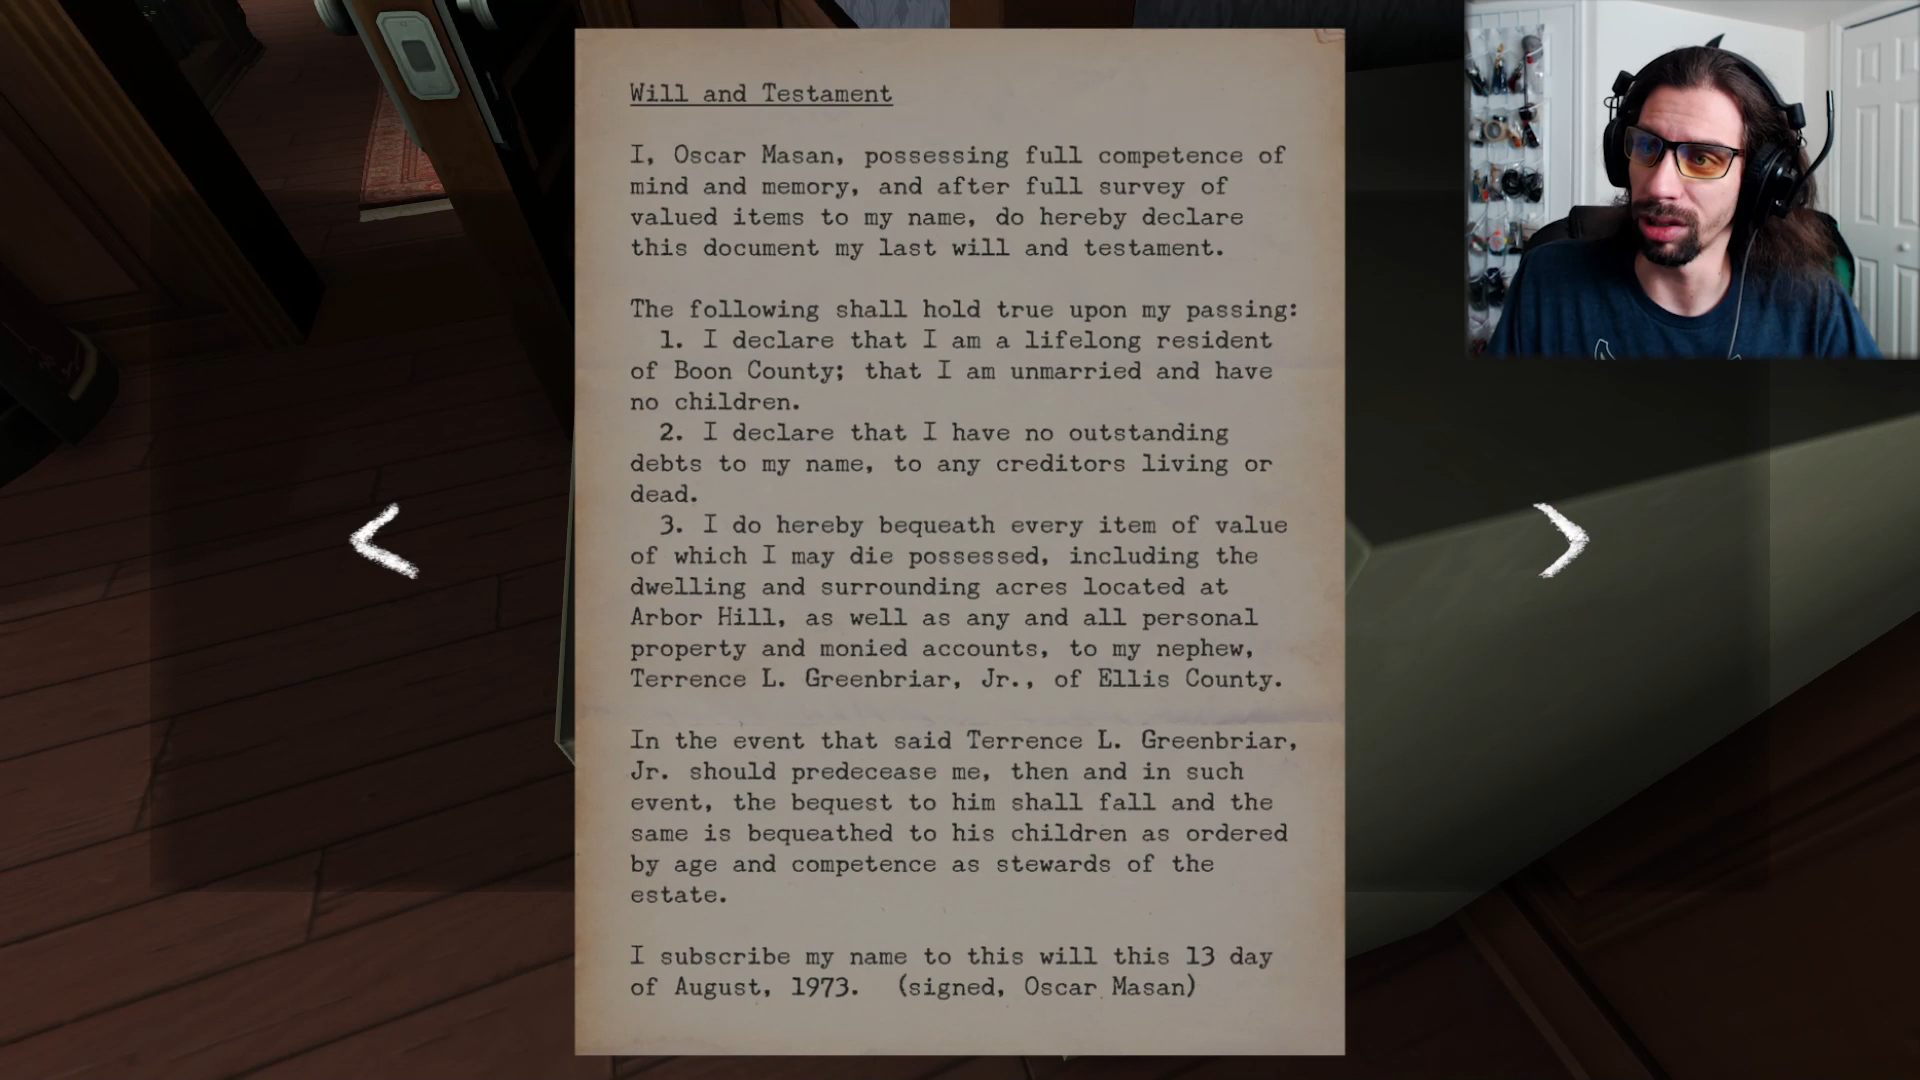 Will and Testament
I, Oscar Masan, possessing full competence of
mind and memory, and after full survey of
valued items to my name, do hereby declare
this document my last will and testament.
The following shall hold true upon my passing:
1. I declare that I am a lifelong resident
of Boon County; that I am unmarried and have
no children.
2. I declare that I have no outstanding
debts to my name, to any creditors living or
dead.
3. I do hereby bequeath every item of value
of which I may die possessed, including the
dwelling and surrounding acres located at
Arbor Hill, as well as any and all personal
property and monied accounts, to my nephew,
Terrence L. Greenbriar, Jr., of Ellis County.
In the event that said Terrence L. Greenbriar,
Jr. should predecease me, then and in such
event, the bequest to him shall fall and the
same is bequeathed to his children as ordered
by age and competence as stewards of the
estate.
I subscribe my name to this will this 13 day
of August, 1973. (signed, Oscar Masan)